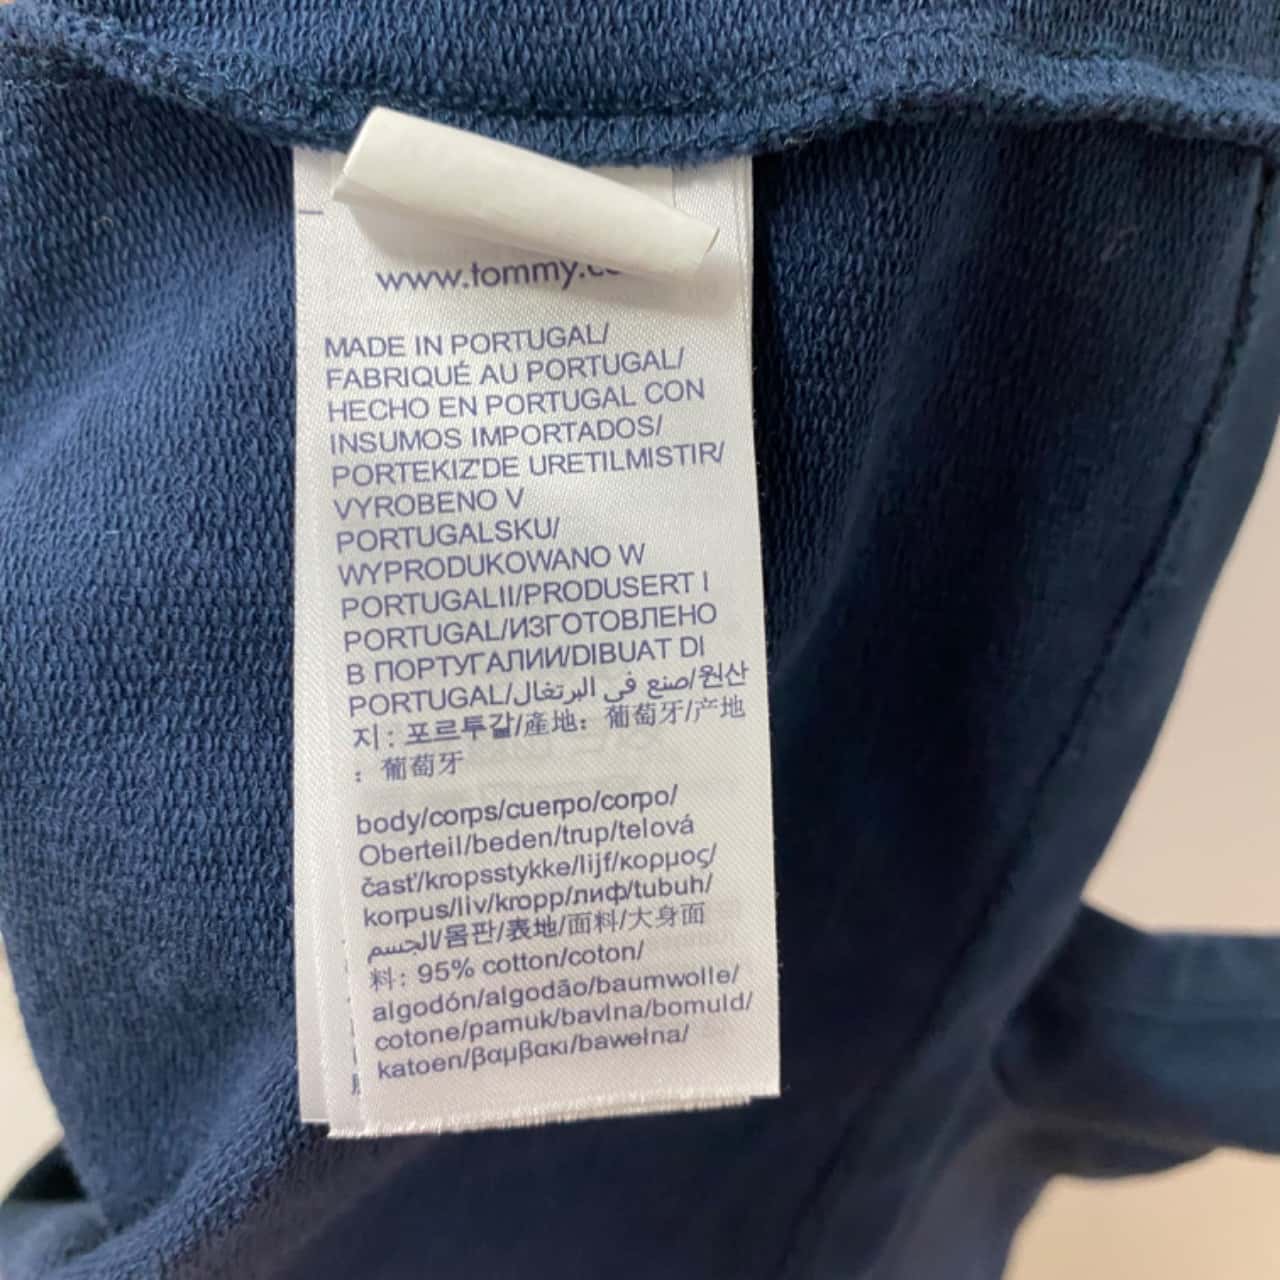 www.tommy.
MADE IN PORTUGAL/
FABRIQUÉ AU PORTUGAL/
HECHO EN PORTUGAL CON
INSUMOS IMPORTADOS/
PORTEKIZ'DE URETILMISTIR/
VYROBENO V
PORTUGALSKU/
WYPRODUKOWANO W
PORTUGALII/PRODUSERT I
PORTUGAL/ИЗГОТОВЛЕНО
В ПОРТУГАЛИИ/DIBUAT DI
PORTUGAL/صنع في البرتغال/원산
지: 포르투갈/產地: 葡萄牙/产地
: 葡萄牙
body/corps/cuerpo/corpo/
Oberteil/beden/trup/telová
časť/kropsstykke/lijf/κορμος/
korpus/liv/kropp/лиф/tubuh/
الجسم/몸판/表地/面料/大身面
料: 95% cotton/coton/
algodón/algodão/baumwolle/
cotone/pamuk/bavlna/bomuld/
katoen/βαμβακι/bawełna/